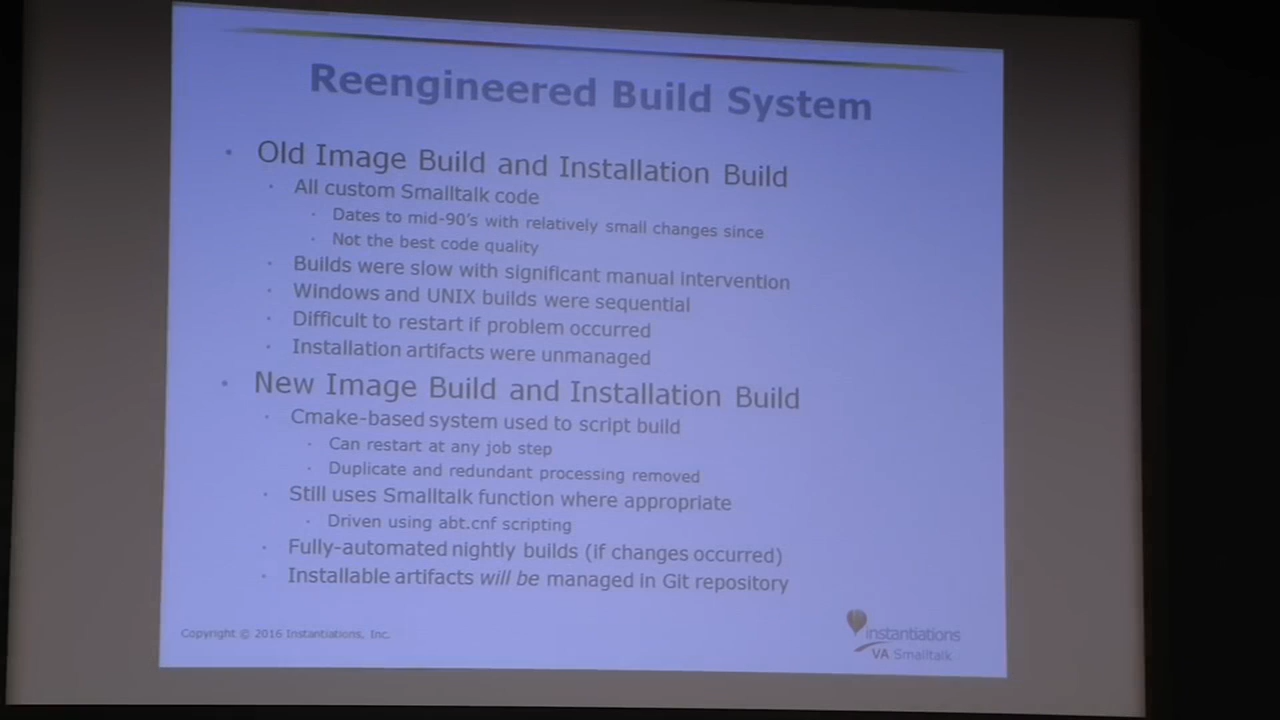 Reengineered Build System
• Old Image Build and Installation Build
• All custom Smalltalk code
• Dates to mid-90's with relatively small changes since
• Not the best code quality
• Builds were slow with significant manual intervention
• Windows and UNIX builds were sequential
• Difficult to restart if problem occurred
• Installation artifacts were unmanaged
• New Image Build and Installation Build
• Cmake-based system used to script build
• Can restart at any job step
• Duplicate and redundant processing removed
• Still uses Smalltalk function where appropriate
• Driven using abt.cnf scripting
• Fully-automated nightly builds (if changes occurred)
• Installable artifacts will be managed in Git repository
Copyright © 2016 Instantiations, Inc.
instantiations
VA Smalltalk